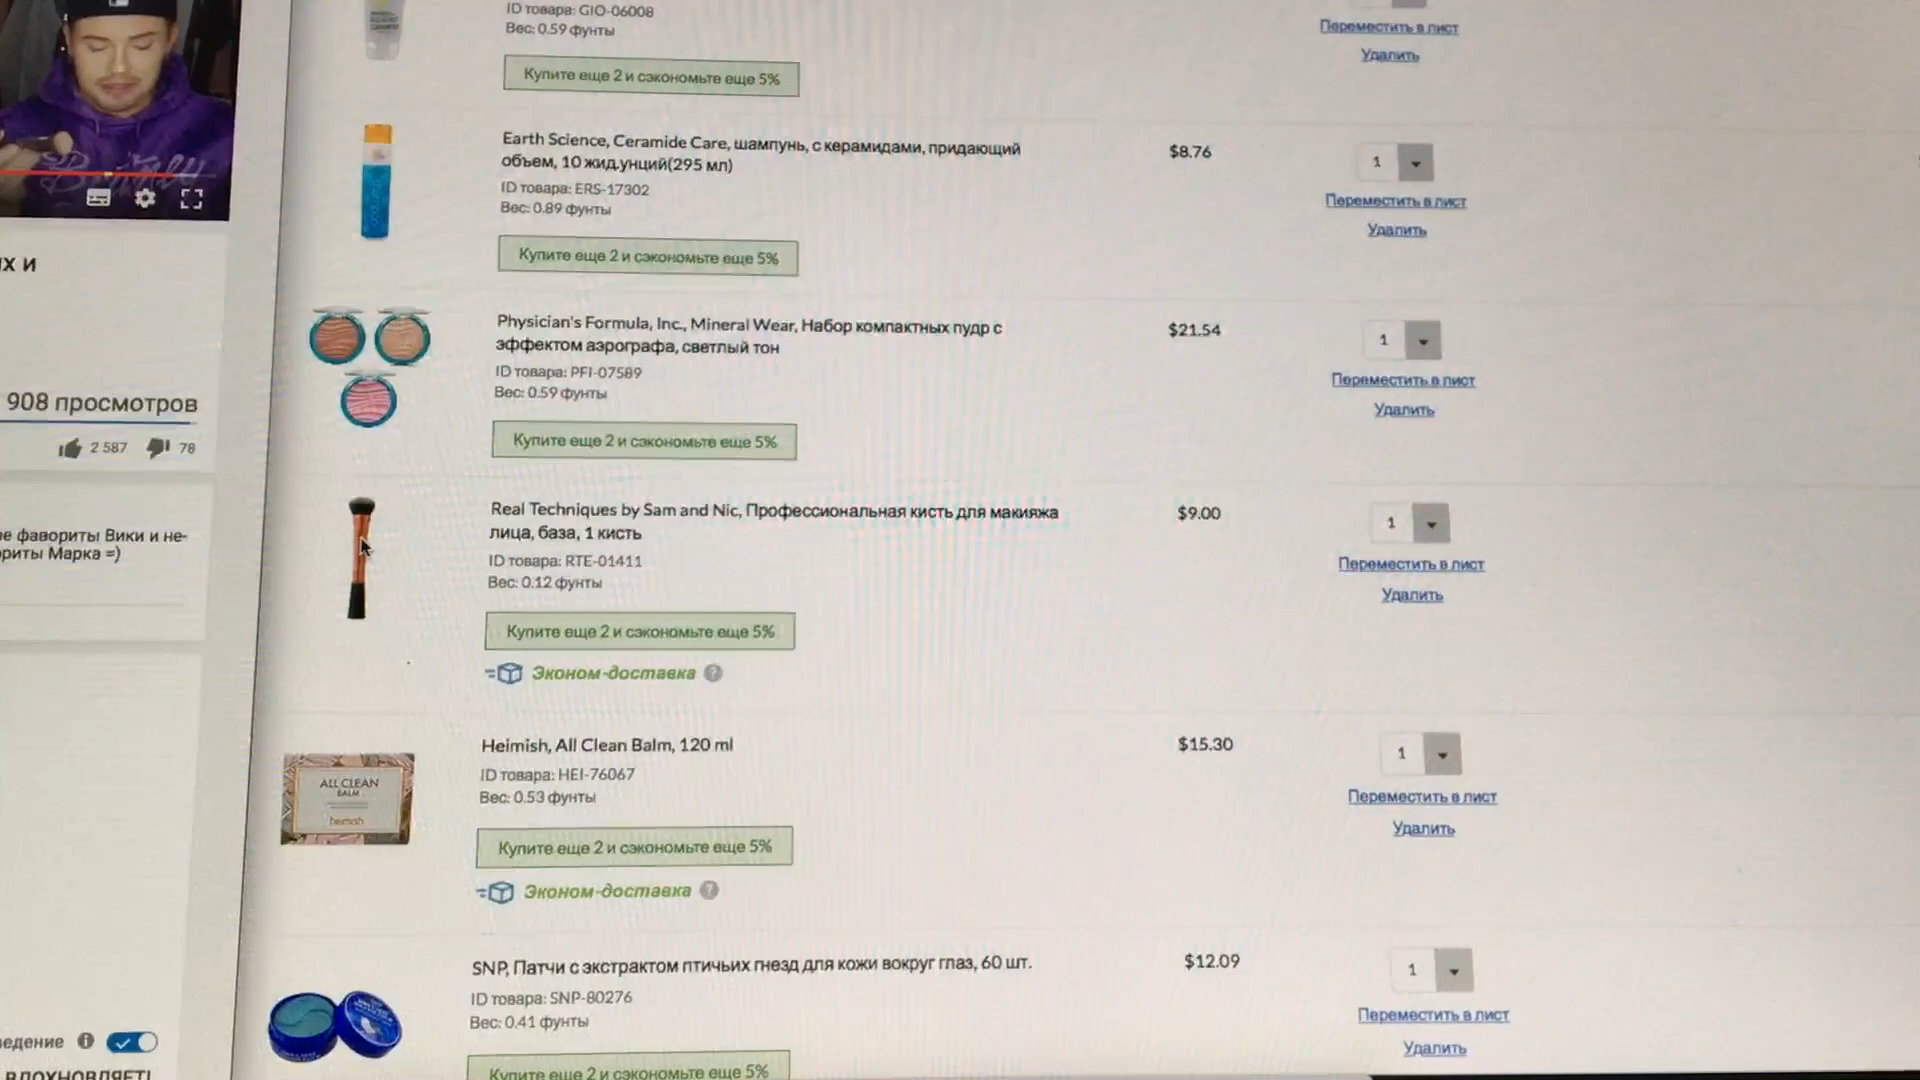 ID товара: GIO-06008
Вес: 0.59 фунты
Купите еще 2 и сэкономьте еще 5%
Переместить в лист
Удалить
Earth Science, Ceramide Care, шампунь, с керамидами, придающий
объем, 10 жид.унций(295 мл)
ID товара: ERS-17302
Вес: 0.89 фунты
Купите еще 2 и сэкономьте еще 5%
$8.76
1
Переместить в лист
Удалить
Physician's Formula, Inc., Mineral Wear, Набор компактных пудр с
эффектом аэрографа, светлый тон
ID товара: PFI-07589
Вес: 0.59 фунты
Купите еще 2 и сэкономьте еще 5%
$21.54
1
Переместить в лист
Удалить
Real Techniques by Sam and Nic, Профессиональная кисть для макияжа
лица, база, 1 кисть
ID товара: RTE-01411
Вес: 0.12 фунты
Купите еще 2 и сэкономьте еще 5%
Эконом-доставка ?
$9.00
1
Переместить в лист
Удалить
ALL CLEAN
BALM
heimish
Heimish, All Clean Balm, 120 ml
ID товара: HEI-76067
Вес: 0.53 фунты
Купите еще 2 и сэкономьте еще 5%
Эконом-доставка ?
$15.30
1
Переместить в лист
Удалить
SNP, Патчи с экстрактом птичьих гнезд для кожи вокруг глаз, 60 шт.
ID товара: SNP-80276
Вес: 0.41 фунты
Купите еще 2 и сэкономьте еще 5%
$12.09
1
Переместить в лист
Удалить
х и
908 просмотров
2 587 78
е фавориты Вики и не-
ориты Марка =)
едение
ВДОХНОВЛЯЕТ!